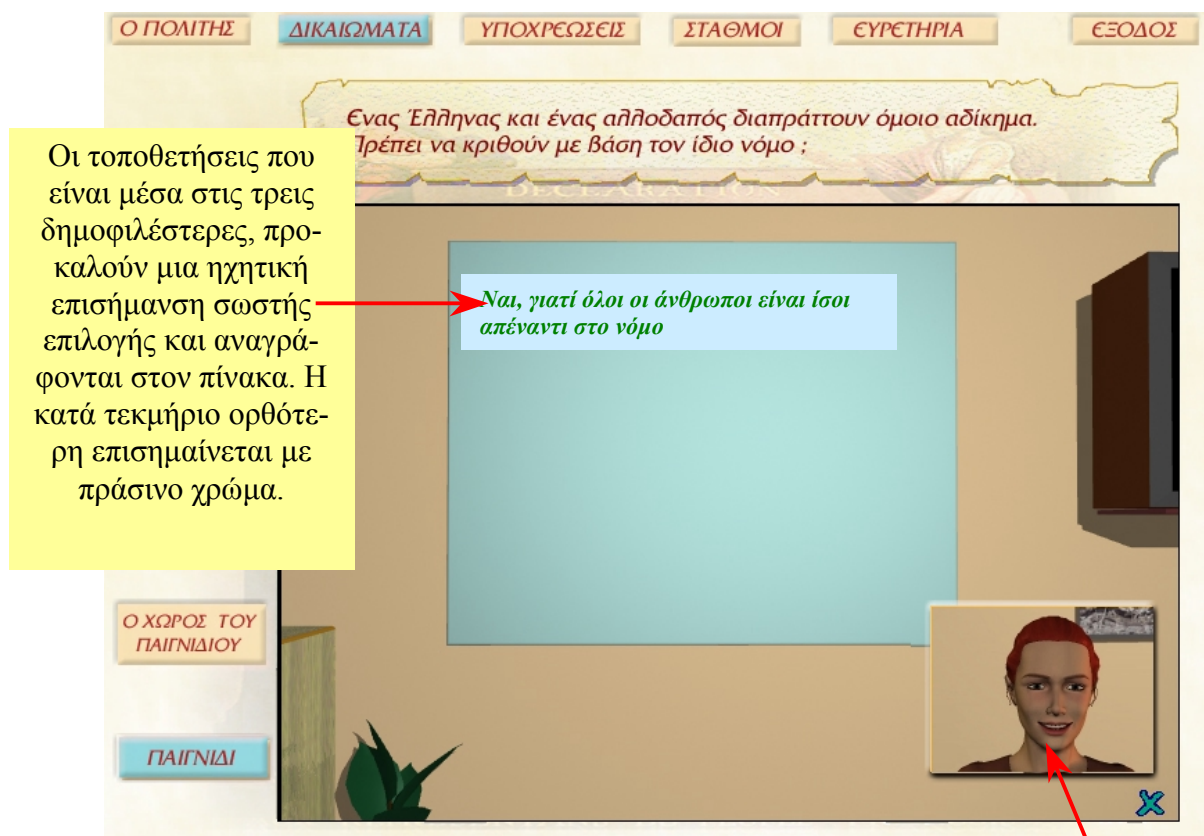 Ο ΠΟΛΙΤΗΣ ΔΙΚΑΙΩΜΑΤΑ ΥΠΟΧΡΕΩΣΕΙΣ ΣΤΑΘΜΟΙ ΕΥΡΕΤΗΡΙΑ ΕΞΟΔΟΣ
Ενας Έλληνας και ένας αλλοδαπός διαπράττουν όμοιο αδίκημα.
Πρέπει να κριθούν με βάση τον ίδιο νόμο ;
DECLARATION
Οι τοποθετήσεις που
είναι μέσα στις τρεις
δημοφιλέστερες, προ-
καλούν μια ηχητική
επισήμανση σωστής
επιλογής και αναγρά-
φονται στον πίνακα. Η
κατά τεκμήριο ορθότε-
ρη επισημαίνεται με
πράσινο χρώμα.
Ναι, γιατί όλοι οι άνθρωποι είναι ίσοι
απέναντι στο νόμο
Ο ΧΩΡΟΣ ΤΟΥ
ΠΑΙΓΝΙΔΙΟΥ
ΠΑΙΓΝΙΔΙ